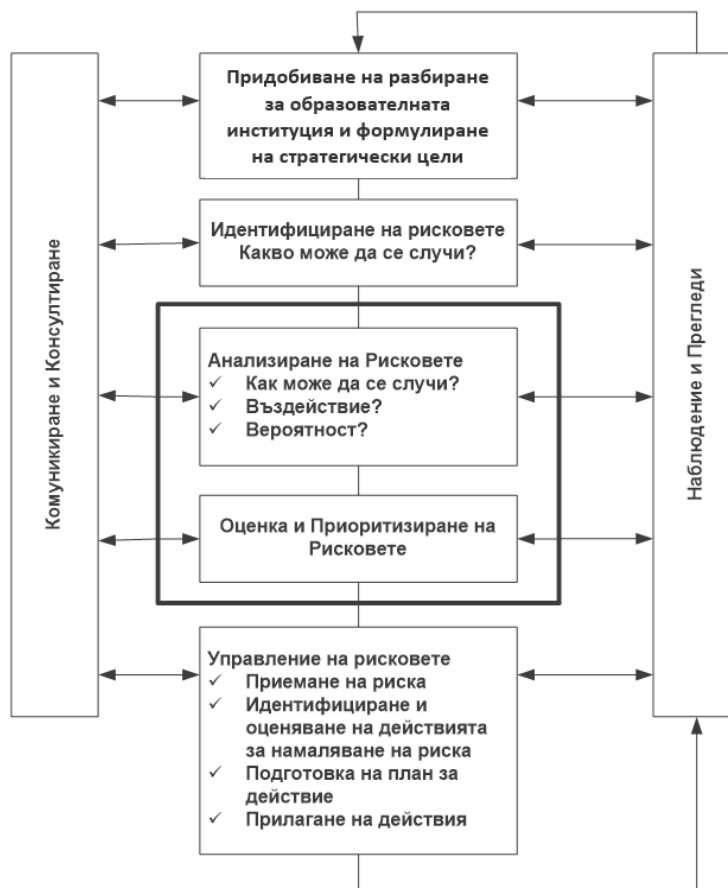 Придобиване на разбиране
за образователната
институция и формулиране
на стратегически цели
Идентифициране на рисковете
Какво може да се случи?
Анализиране на Рисковете
✓ Как може да се случи?
✓ Въздействие?
✓ Вероятност?
Оценка и Приоритизиране на
Рисковете
Управление на рисковете
✓ Приемане на риска
✓ Идентифициране и
оценяване на действията
за намаляване на риска
✓ Подготовка на план за
действие
✓ Прилагане на действия
Комуникиране и Консултиране
Наблюдение и Прегледи